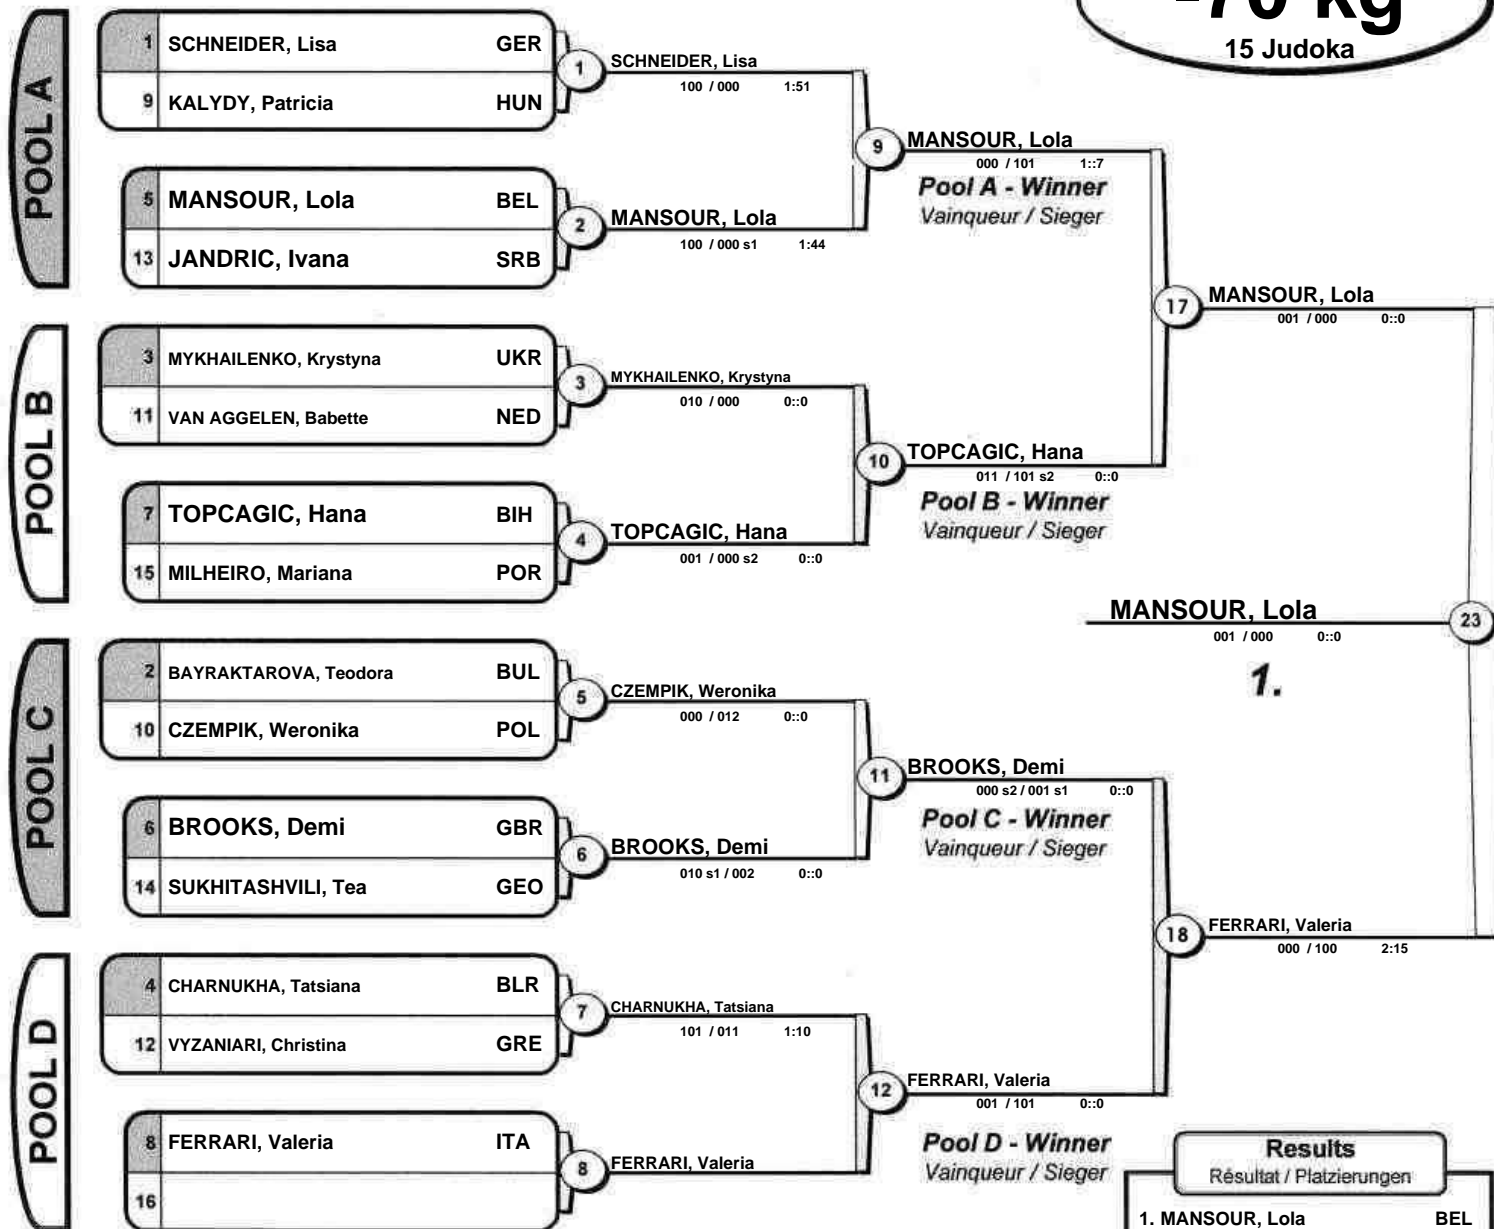 -70 kg
15 Judoka
POOL A
1 SCHNEIDER, Lisa GER
9 KALYDY, Patricia HUN
1
SCHNEIDER, Lisa
100 / 000 1:51
5 MANSOUR, Lola BEL
13 JANDRIC, Ivana SRB
2
MANSOUR, Lola
100 / 000 s1 1:44
9
MANSOUR, Lola
000 / 101 1::7
Pool A - Winner
Vainqueur / Sieger
POOL B
3 MYKHAILENKO, Krystyna UKR
11 VAN AGGELEN, Babette NED
3
MYKHAILENKO, Krystyna
010 / 000 0::0
7 TOPCAGIC, Hana BIH
15 MILHEIRO, Mariana POR
4
TOPCAGIC, Hana
001 / 000 s2 0::0
10
TOPCAGIC, Hana
011 / 101 s2 0::0
Pool B - Winner
Vainqueur / Sieger
17
MANSOUR, Lola
001 / 000 0::0
MANSOUR, Lola
001 / 000 0::0
23
1.
POOL C
2 BAYRAKTAROVA, Teodora BUL
10 CZEMPIK, Weronika POL
5
CZEMPIK, Weronika
000 / 012 0::0
6 BROOKS, Demi GBR
14 SUKHITASHVILI, Tea GEO
6
BROOKS, Demi
010 s1 / 002 0::0
11
BROOKS, Demi
000 s2 / 001 s1 0::0
Pool C - Winner
Vainqueur / Sieger
POOL D
4 CHARNUKHA, Tatsiana BLR
12 VYZANIARI, Christina GRE
7
CHARNUKHA, Tatsiana
101 / 011 1:10
8 FERRARI, Valeria ITA
16
8
FERRARI, Valeria
12
FERRARI, Valeria
001 / 101 0::0
Pool D - Winner
Vainqueur / Sieger
18
FERRARI, Valeria
000 / 100 2:15
Results
Résultat / Platzierungen
1. MANSOUR, Lola BEL